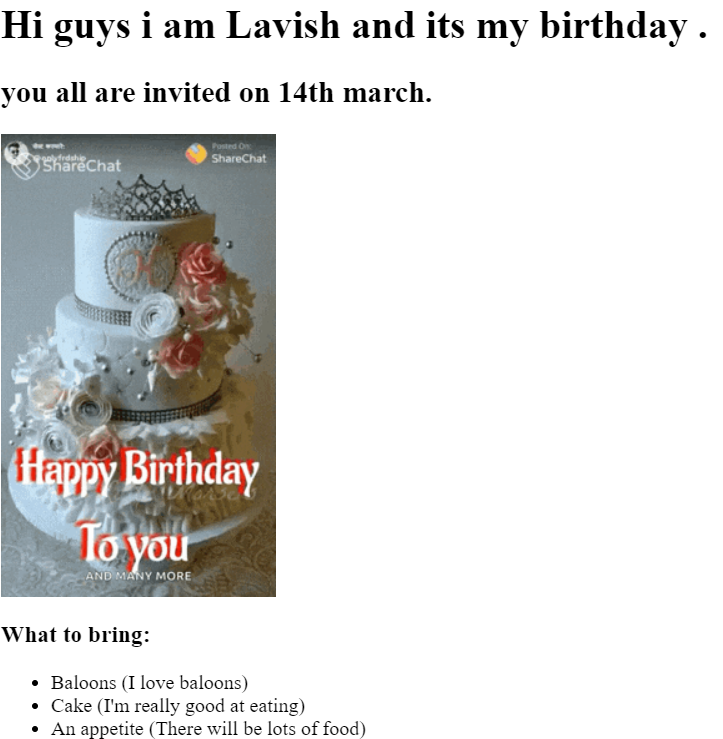 Hi guys i am Lavish and its my birthday .
you all are invited on 14th march.
Posted On:
ShareChat
ShareChat
H
Happy Birthday
To you
AND MANY MORE
What to bring:
Baloons (I love baloons)
Cake (I'm really good at eating)
An appetite (There will be lots of food)